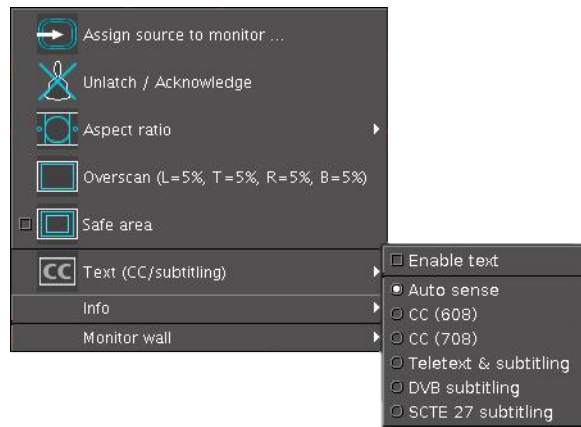 Assign source to monitor ...
Unlatch / Acknowledge
Aspect ratio
Overscan (L=5%, T=5%, R=5%, B=5%)
Safe area
CC Text (CC/subtitling)
Info
Monitor wall
Enable text
Auto sense
CC (608)
CC (708)
Teletext & subtitling
DVB subtitling
SCTE 27 subtitling